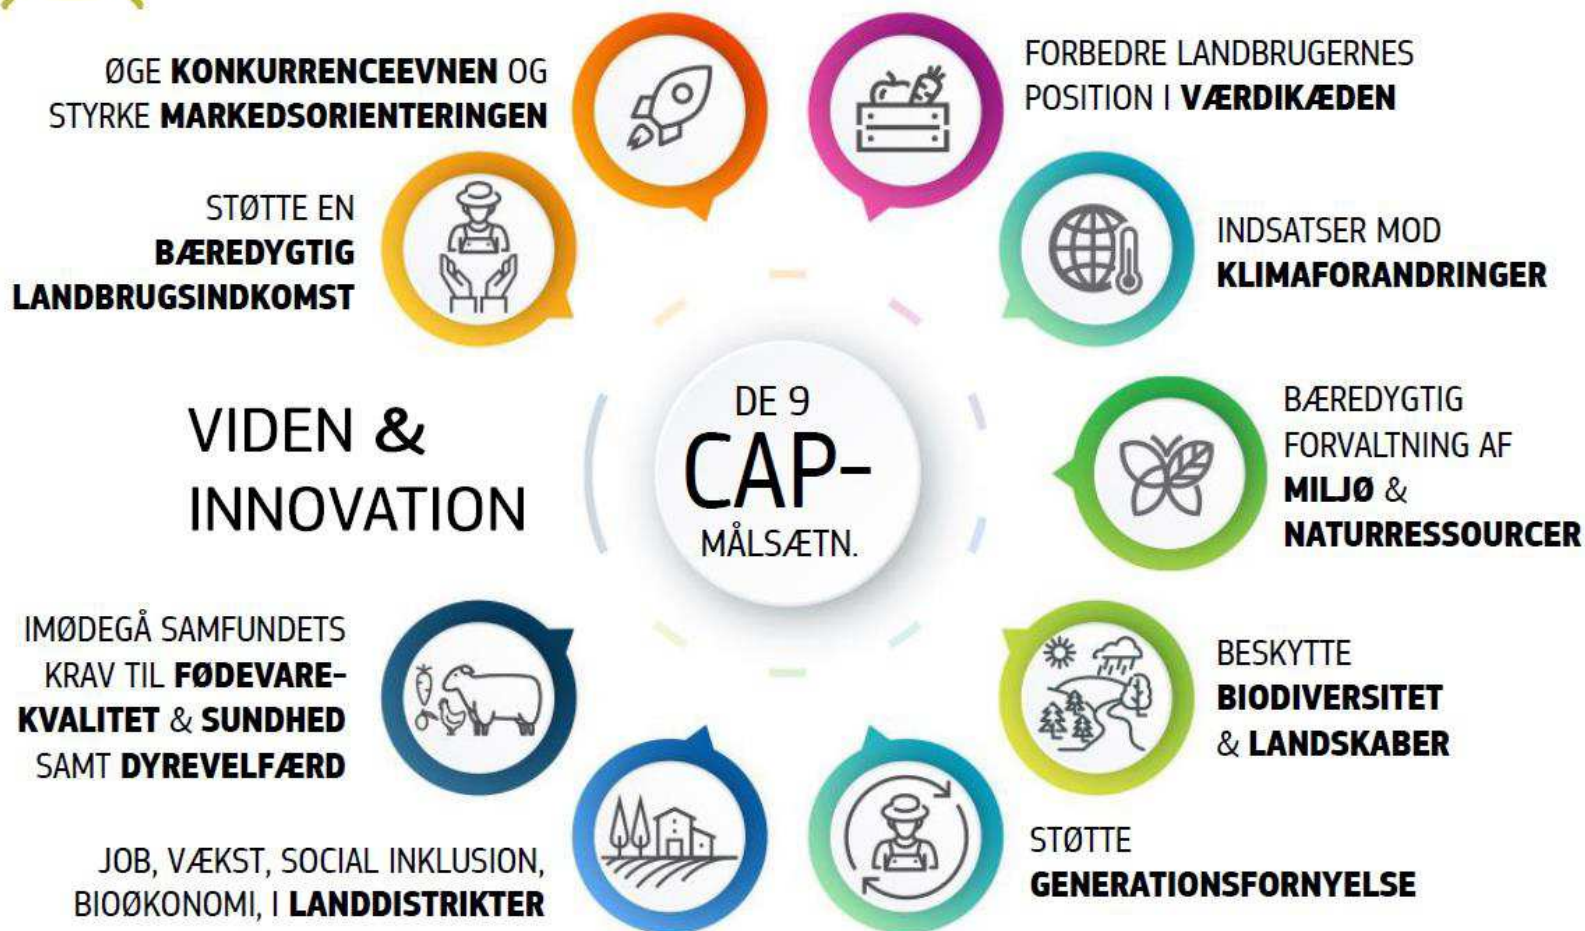 ØGE KONKURRENCEEVNEN OG
STYRKE MARKEDSORIENTERINGEN
FORBEDRE LANDBRUGERNES
POSITION I VÆRDIKÆDEN
STØTTE EN
BÆREDYGTIG
LANDBRUGSINDKOMST
INDSATSER MOD
KLIMAFORANDRINGER
VIDEN &
INNOVATION
DE 9
CAP-
MÅLSÆTN.
BÆREDYGTIG
FORVALTNING AF
MILJØ &
NATURRESSOURCER
IMØDEGÅ SAMFUNDETS
KRAV TIL FØDEVARE-
KVALITET & SUNDHED
SAMT DYREVELFÆRD
BESKYTTE
BIODIVERSITET
& LANDSKABER
JOB, VÆKST, SOCIAL INKLUSION,
BIOØKONOMI, I LANDDISTRIKTER
STØTTE
GENERATIONSFORNYELSE